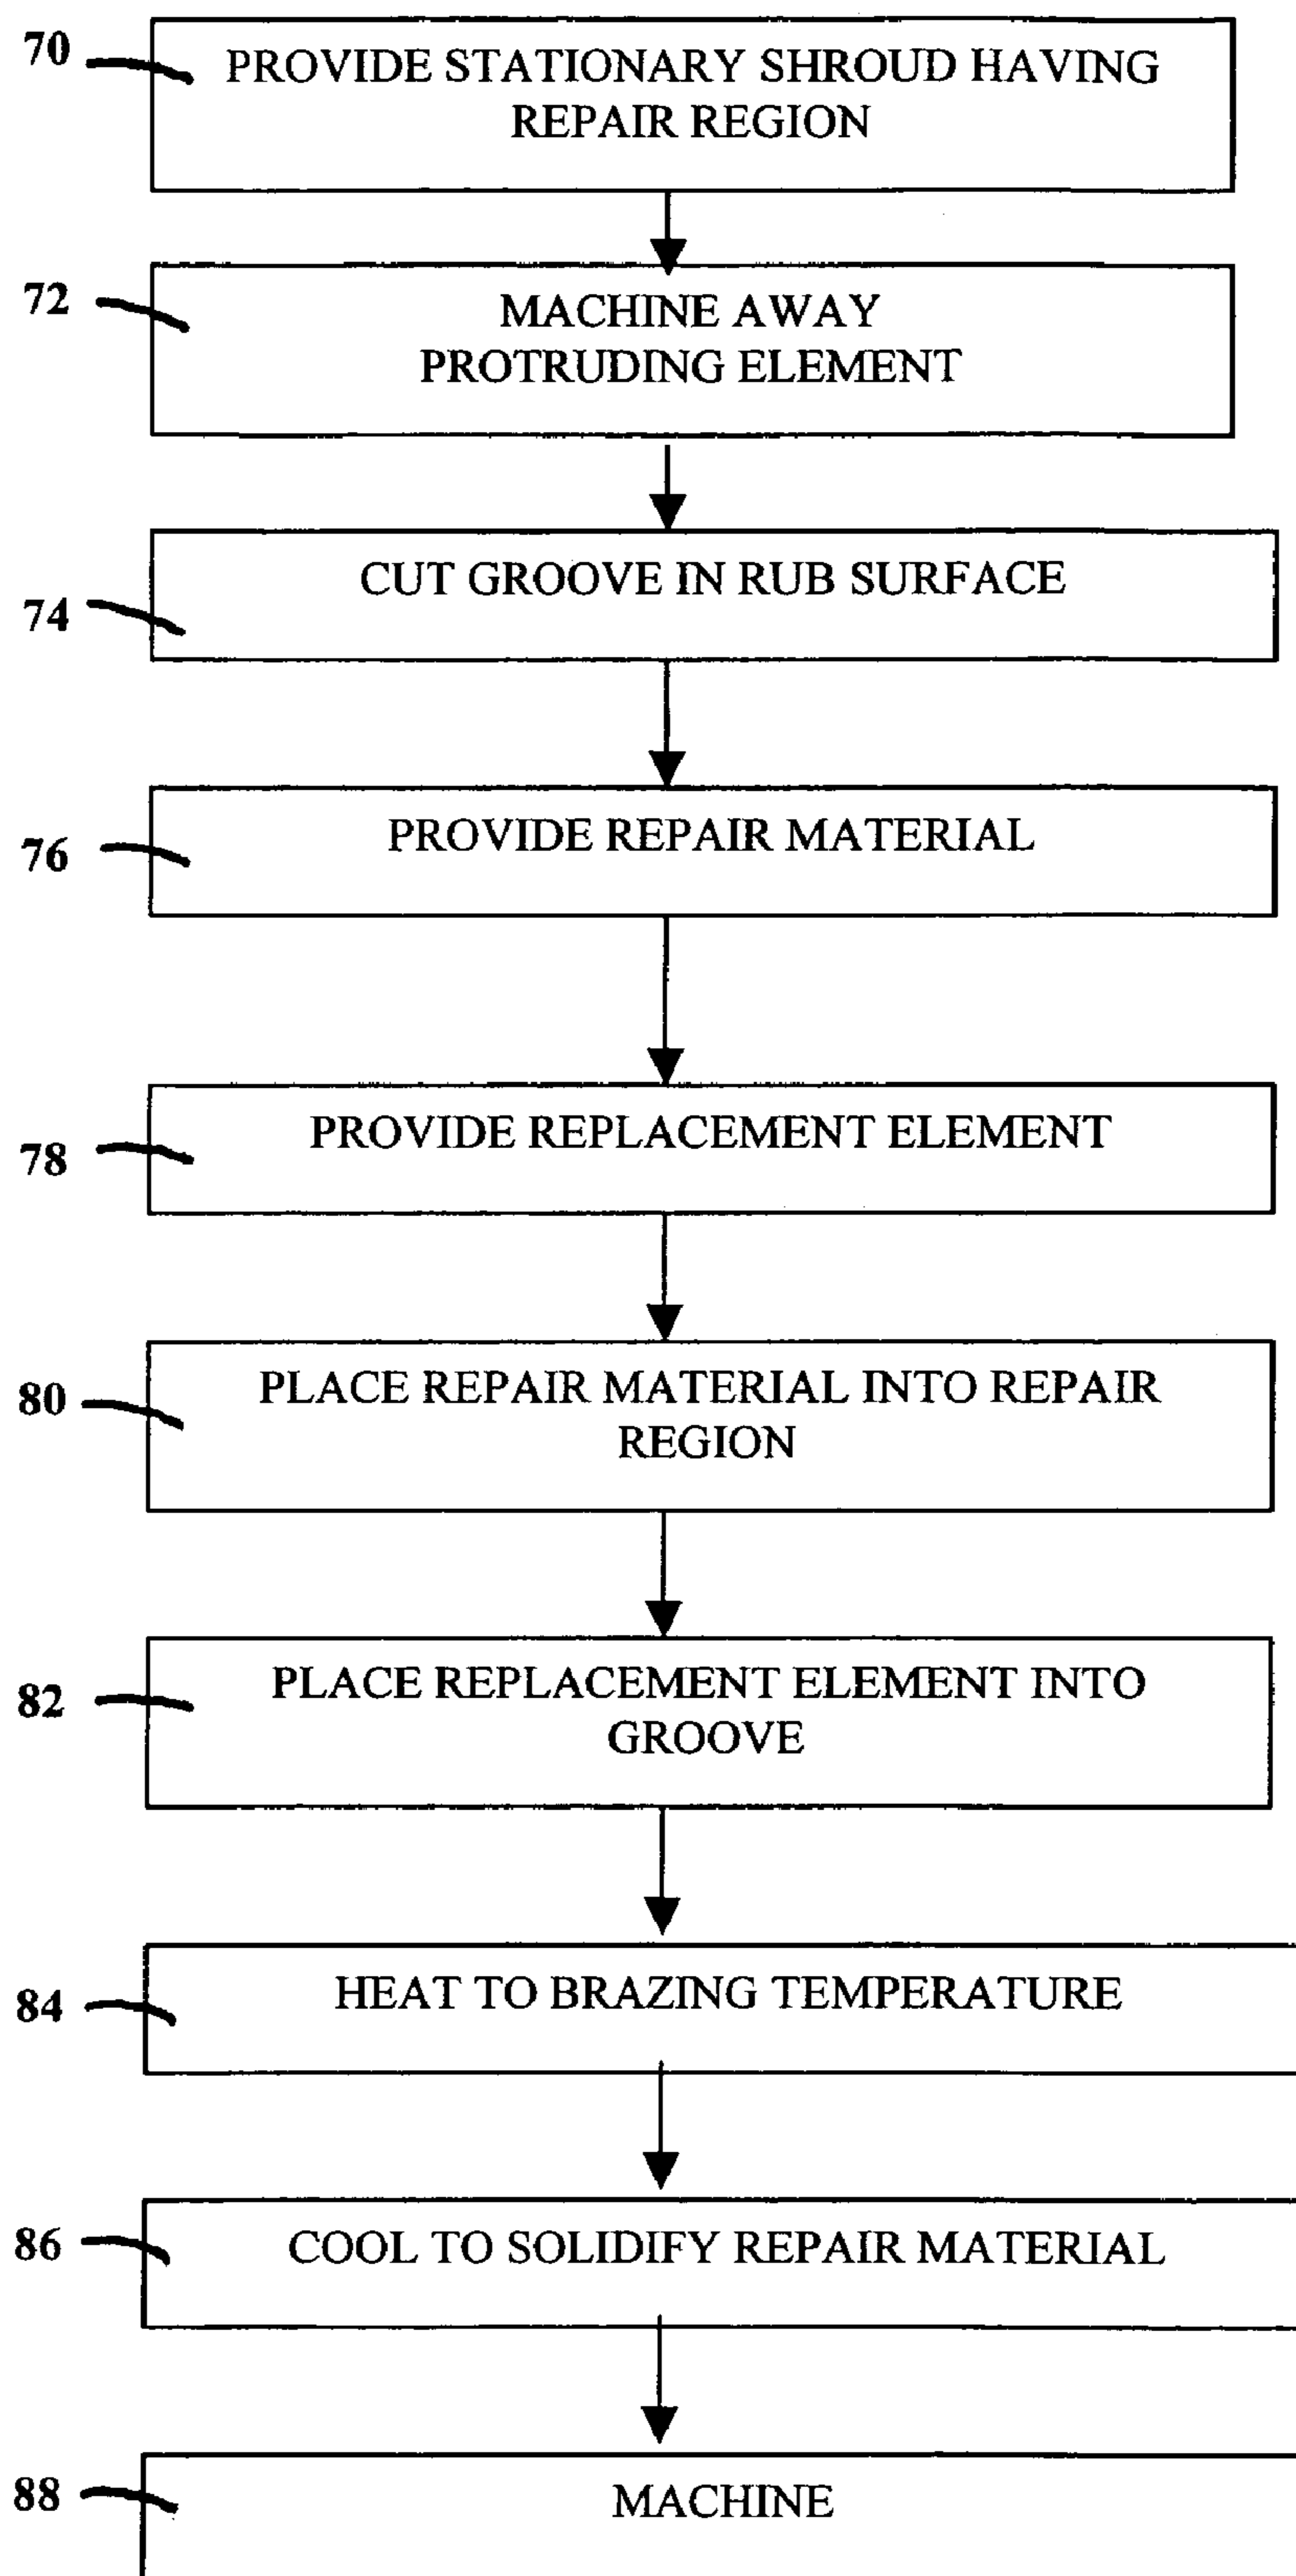 70
PROVIDE STATIONARY SHROUD HAVING
REPAIR REGION
72
MACHINE AWAY
PROTRUDING ELEMENT
74
CUT GROOVE IN RUB SURFACE
76
PROVIDE REPAIR MATERIAL
78
PROVIDE REPLACEMENT ELEMENT
80
PLACE REPAIR MATERIAL INTO REPAIR
REGION
82
PLACE REPLACEMENT ELEMENT INTO
GROOVE
84
HEAT TO BRAZING TEMPERATURE
86
COOL TO SOLIDIFY REPAIR MATERIAL
88
MACHINE